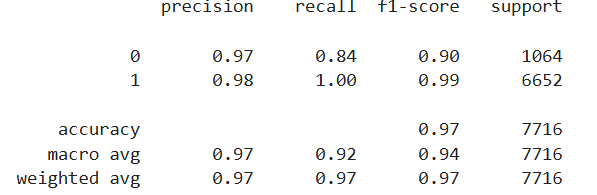 precision recall f1-score support
0 0.97 0.84 0.90 1064
1 0.98 1.00 0.99 6652
accuracy 0.97 7716
macro avg 0.97 0.92 0.94 7716
weighted avg 0.97 0.97 0.97 7716